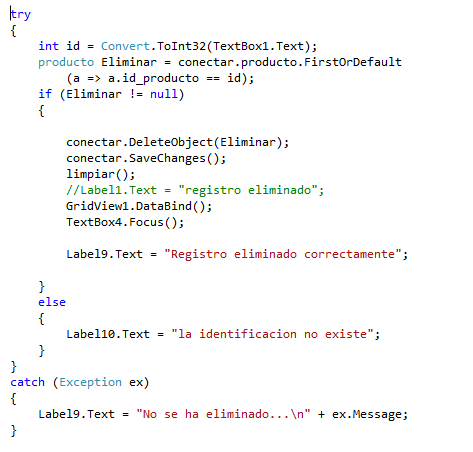 try
{
int id = Convert.ToInt32(TextBox1.Text);
producto Eliminar = conectar.producto.FirstOrDefault
(a => a.id_producto == id);
if (Eliminar != null)
{
conectar.DeleteObject(Eliminar);
conectar.SaveChanges();
limpiar();
//Label1.Text = "registro eliminado";
GridView1.DataBind();
TextBox4.Focus();
Label9.Text = "Registro eliminado correctamente";
}
else
{
Label10.Text = "la identificacion no existe";
}
}
catch (Exception ex)
{
Label9.Text = "No se ha eliminado...\n" + ex.Message;
}